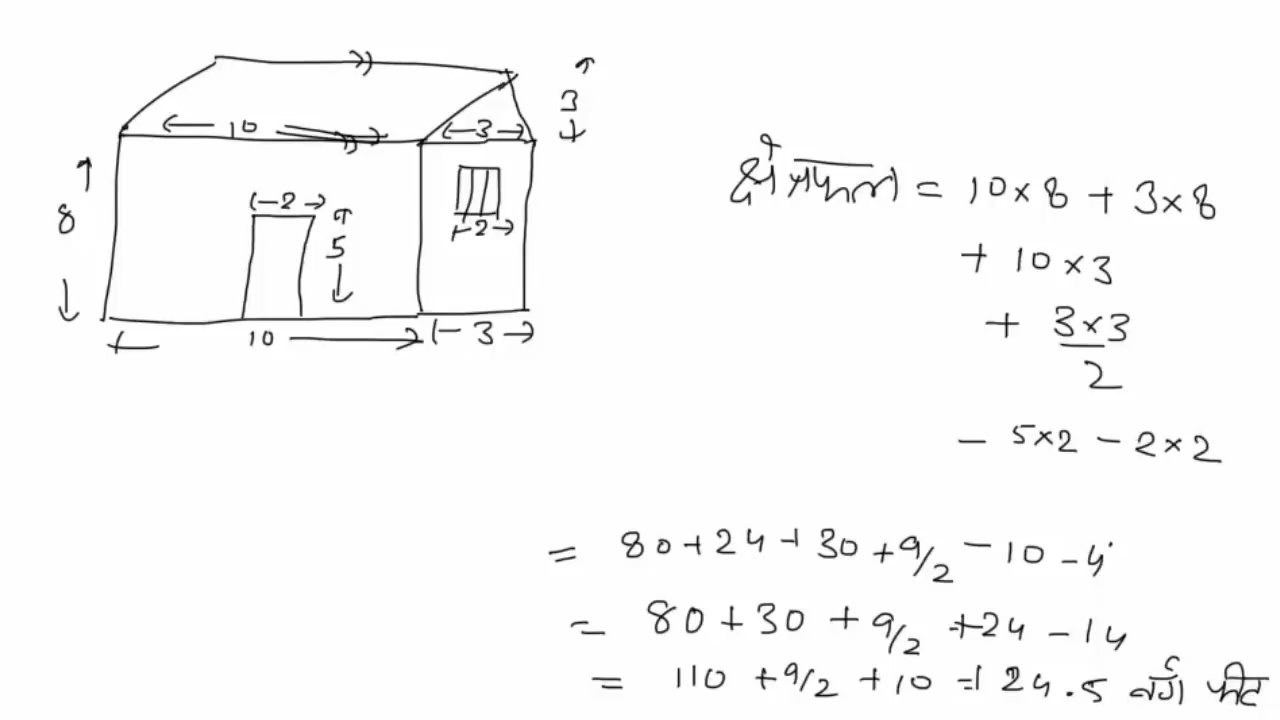 3
10
3
8
2
5
2
10
3
क्षेत्रफल = 10 × 8 + 3 × 8
+ 10 × 3
+ 3 × 3
2
- 5 × 2 - 2 × 2
= 80 + 24 + 30 + 9/2 - 10 - 4
= 80 + 30 + 9/2 + 24 - 14
= 110 + 9/2 + 10 = 124.5 वर्ग फीट